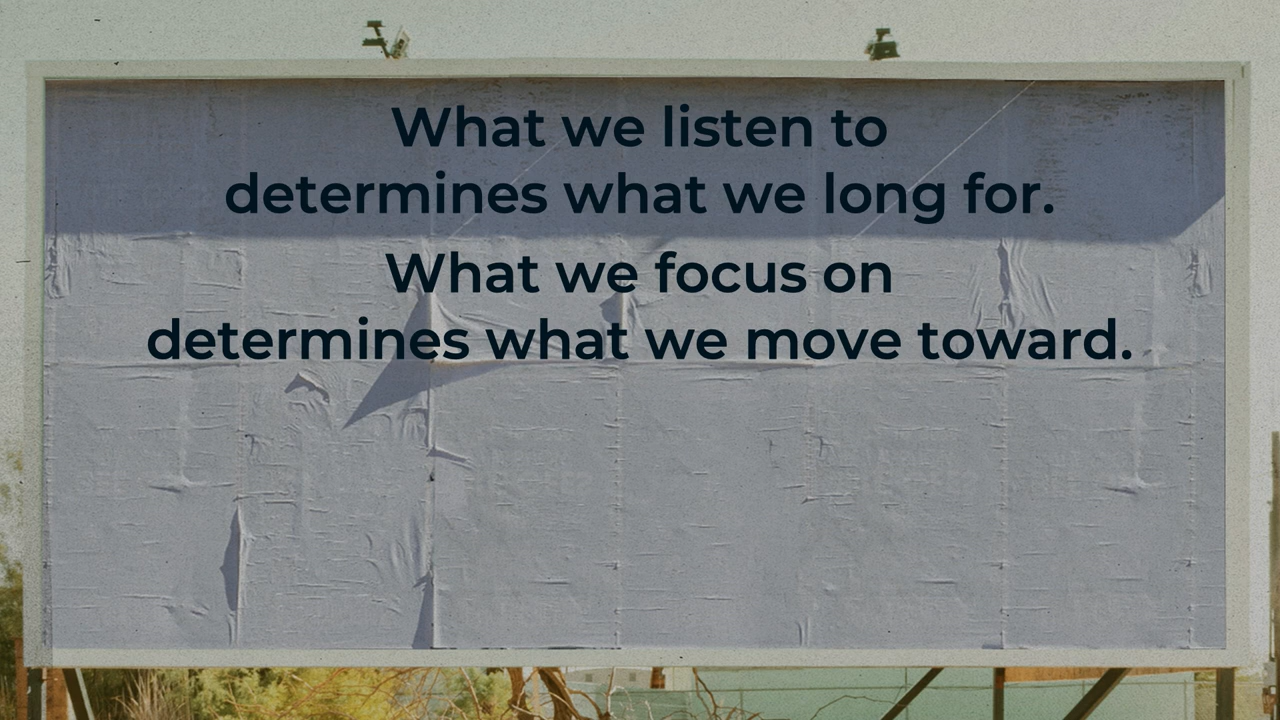 What we listen to
determines what we long for.
What we focus on
determines what we move toward.